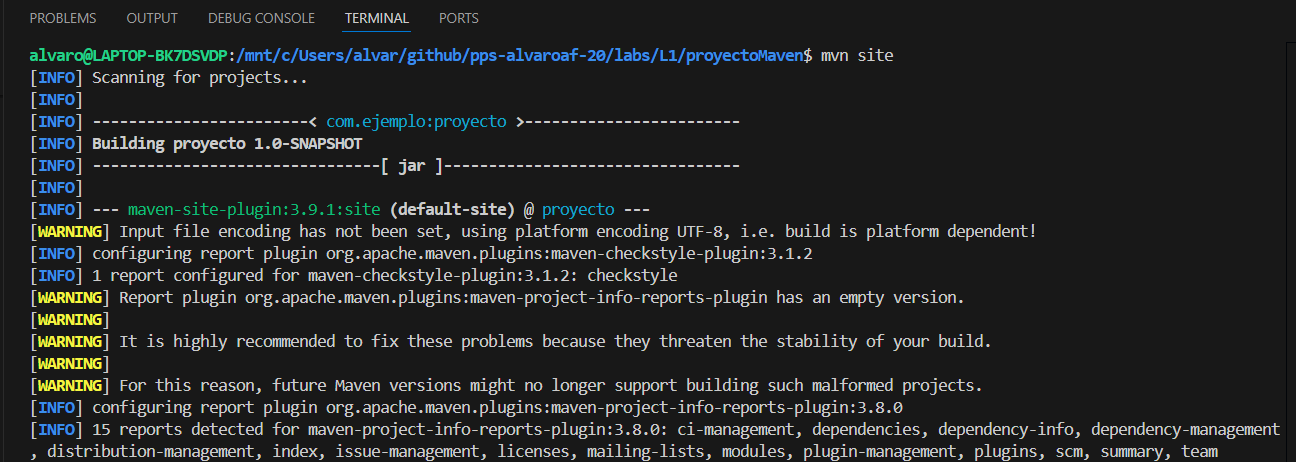 PROBLEMS OUTPUT DEBUG CONSOLE TERMINAL PORTS
alvaro@LAPTOP-BK7DSVDP:/mnt/c/Users/alvar/github/pps-alvaroaf-20/labs/L1/proyectoMaven$ mvn site
[INFO] Scanning for projects...
[INFO]
[INFO] ------------------------< com.ejemplo:proyecto >------------------------
[INFO] Building proyecto 1.0-SNAPSHOT
[INFO] --------------------------------[ jar ]---------------------------------
[INFO]
[INFO] --- maven-site-plugin:3.9.1:site (default-site) @ proyecto ---
[WARNING] Input file encoding has not been set, using platform encoding UTF-8, i.e. build is platform dependent!
[INFO] configuring report plugin org.apache.maven.plugins:maven-checkstyle-plugin:3.1.2
[INFO] 1 report configured for maven-checkstyle-plugin:3.1.2: checkstyle
[WARNING] Report plugin org.apache.maven.plugins:maven-project-info-reports-plugin has an empty version.
[WARNING]
[WARNING] It is highly recommended to fix these problems because they threaten the stability of your build.
[WARNING]
[WARNING] For this reason, future Maven versions might no longer support building such malformed projects.
[INFO] configuring report plugin org.apache.maven.plugins:maven-project-info-reports-plugin:3.8.0
[INFO] 15 reports detected for maven-project-info-reports-plugin:3.8.0: ci-management, dependencies, dependency-info, dependency-management
, distribution-management, index, issue-management, licenses, mailing-lists, modules, plugin-management, plugins, scm, summary, team